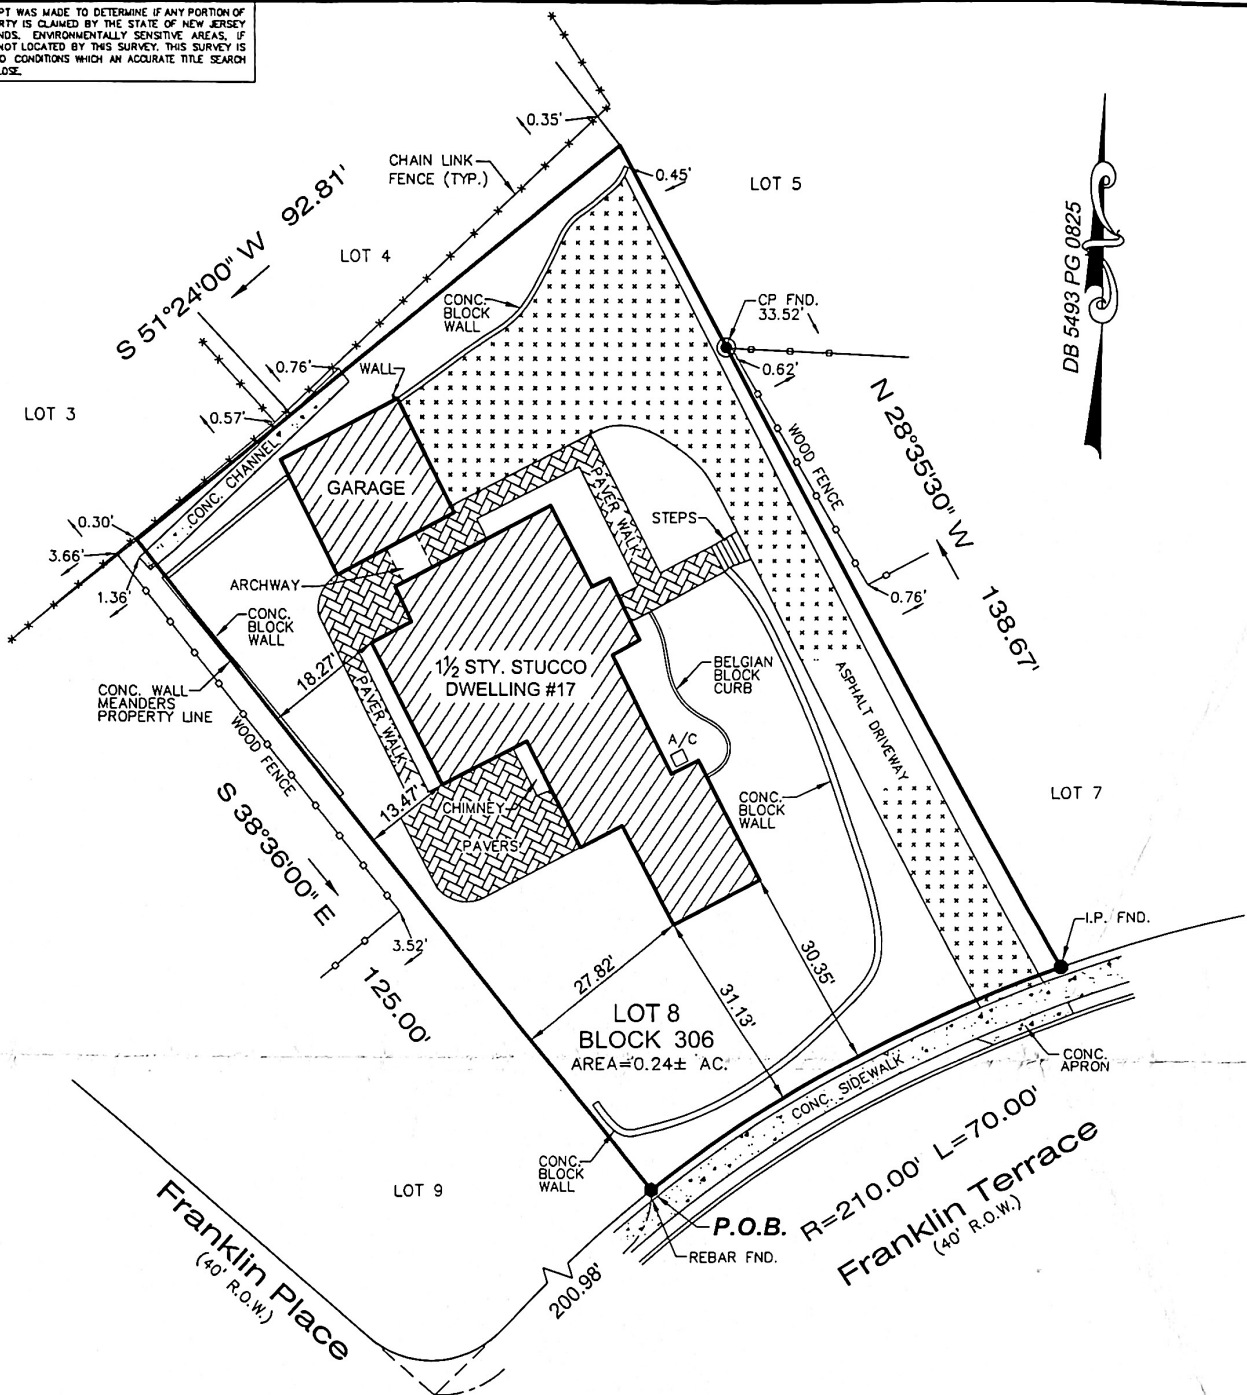 PT WAS MADE TO DETERMINE IF ANY PORTION OF
RTY IS CLAIMED BY THE STATE OF NEW JERSEY
NDS. ENVIRONMENTALLY SENSITIVE AREAS, IF
NOT LOCATED BY THIS SURVEY. THIS SURVEY IS
O CONDITIONS WHICH AN ACCURATE TITLE SEARCH
LOSE.
0.35'
CHAIN LINK
FENCE (TYP.)
0.45'
LOT 5
S 51°24'00" W 92.81'
LOT 4
DB 5493 PG 0825
CONC.
BLOCK
WALL
CP FND.
33.52'
0.76'
WALL
0.62'
LOT 3
0.57'
N 28°35'30" W
138.67'
WOOD FENCE
CONC. CHANNEL
GARAGE
PAVER WALK
STEPS
0.30'
3.66'
1.36'
ARCHWAY
0.76'
CONC.
BLOCK
WALL
18.27'
1½ STY. STUCCO
DWELLING #17
BELGIAN
BLOCK
CURB
ASPHALT DRIVEWAY
CONC. WALL
MEANDERS
PROPERTY LINE
PAVER WALK
WOOD FENCE
A/C
S 38°36'00" E
125.00'
13.47'
CHIMNEY
PAVERS
CONC.
BLOCK
WALL
LOT 7
I.P. FND.
3.52'
27.82'
30.35'
31.13'
LOT 8
BLOCK 306
AREA=0.24± AC.
CONC.
APRON
CONC. SIDEWALK
CONC.
BLOCK
WALL
LOT 9
P.O.B.
REBAR FND.
R=210.00' L=70.00'
Franklin Terrace
(40' R.O.W.)
200.98'
Franklin Place
(40' R.O.W.)